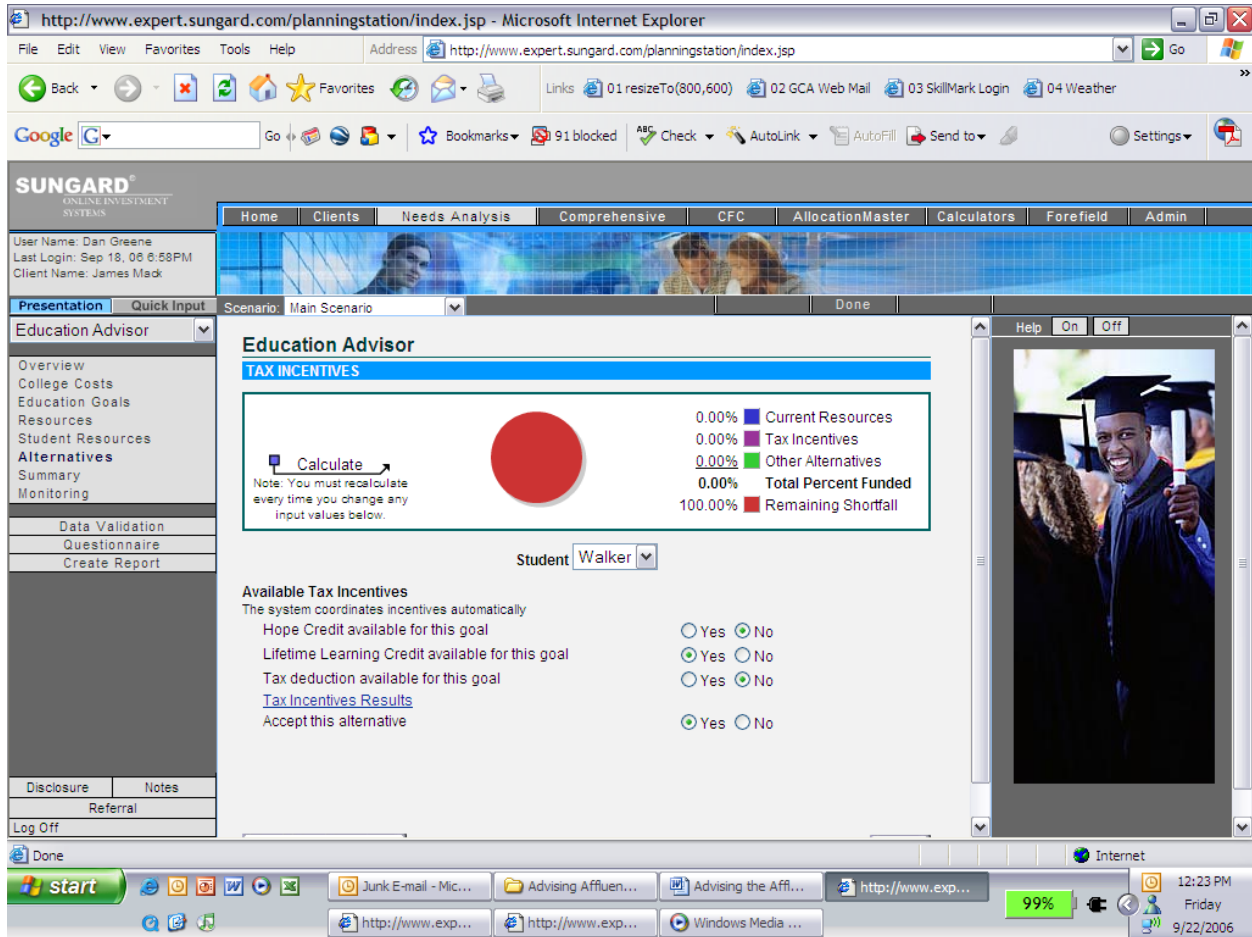 http://www.expert.sungard.com/planningstation/index.jsp - Microsoft Internet Explorer
File Edit View Favorites Tools Help Address http://www.expert.sungard.com/planningstation/index.jsp Go
Back Favorites Links 01 resizeTo(800,600) 02 GCA Web Mail 03 SkillMark Login 04 Weather »
Google G Go Bookmarks 91 blocked ABC Check AutoLink AutoFill Send to Settings
SUNGARD®
ONLINE INVESTMENT
SYSTEMS
Home Clients Needs Analysis Comprehensive CFC AllocationMaster Calculators Forefield Admin
User Name: Dan Greene
Last Login: Sep 18, 06 6:58PM
Client Name: James Mack
Presentation Quick Input Scenario: Main Scenario Done
Education Advisor
Help On Off
Overview
College Costs
Education Goals
Resources
Student Resources
Alternatives
Summary
Monitoring
Data Validation
Questionnaire
Create Report
Disclosure Notes
Referral
Log Off
Education Advisor
TAX INCENTIVES
Calculate
Note: You must recalculate
every time you change any
input values below.
0.00% Current Resources
0.00% Tax Incentives
0.00% Other Alternatives
0.00% Total Percent Funded
100.00% Remaining Shortfall
Student Walker
Available Tax Incentives
The system coordinates incentives automatically
Hope Credit available for this goal Yes No
Lifetime Learning Credit available for this goal Yes No
Tax deduction available for this goal Yes No
Tax Incentives Results
Accept this alternative Yes No
Done Internet
start Junk E-mail - Mic... Advising Affluen... Advising the Affl... http://www.exp... 99% 12:23 PM
http://www.exp... http://www.exp... Windows Media ... Friday
9/22/2006